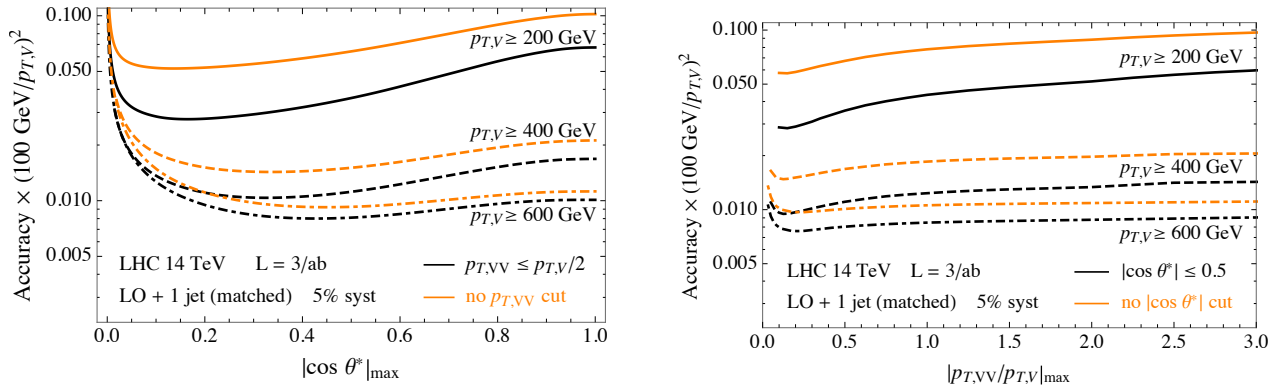 Accuracy × (100 GeV/p_{T,V})^2
0.100
0.050
0.010
0.005
p_{T,V} ≥ 200 GeV
p_{T,V} ≥ 400 GeV
p_{T,V} ≥ 600 GeV
LHC 14 TeV L = 3/ab
p_{T,VV} ≤ p_{T,V}/2
LO + 1 jet (matched) 5% syst
no p_{T,VV} cut
0.0 0.2 0.4 0.6 0.8 1.0
|cos θ*|_{max}
Accuracy × (100 GeV/p_{T,V})^2
0.100
0.050
0.010
0.005
p_{T,V} ≥ 200 GeV
p_{T,V} ≥ 400 GeV
p_{T,V} ≥ 600 GeV
LHC 14 TeV L = 3/ab
|cos θ*| ≤ 0.5
LO + 1 jet (matched) 5% syst
no |cos θ*| cut
0.0 0.5 1.0 1.5 2.0 2.5 3.0
|p_{T,VV}/p_{T,V}|_{max}